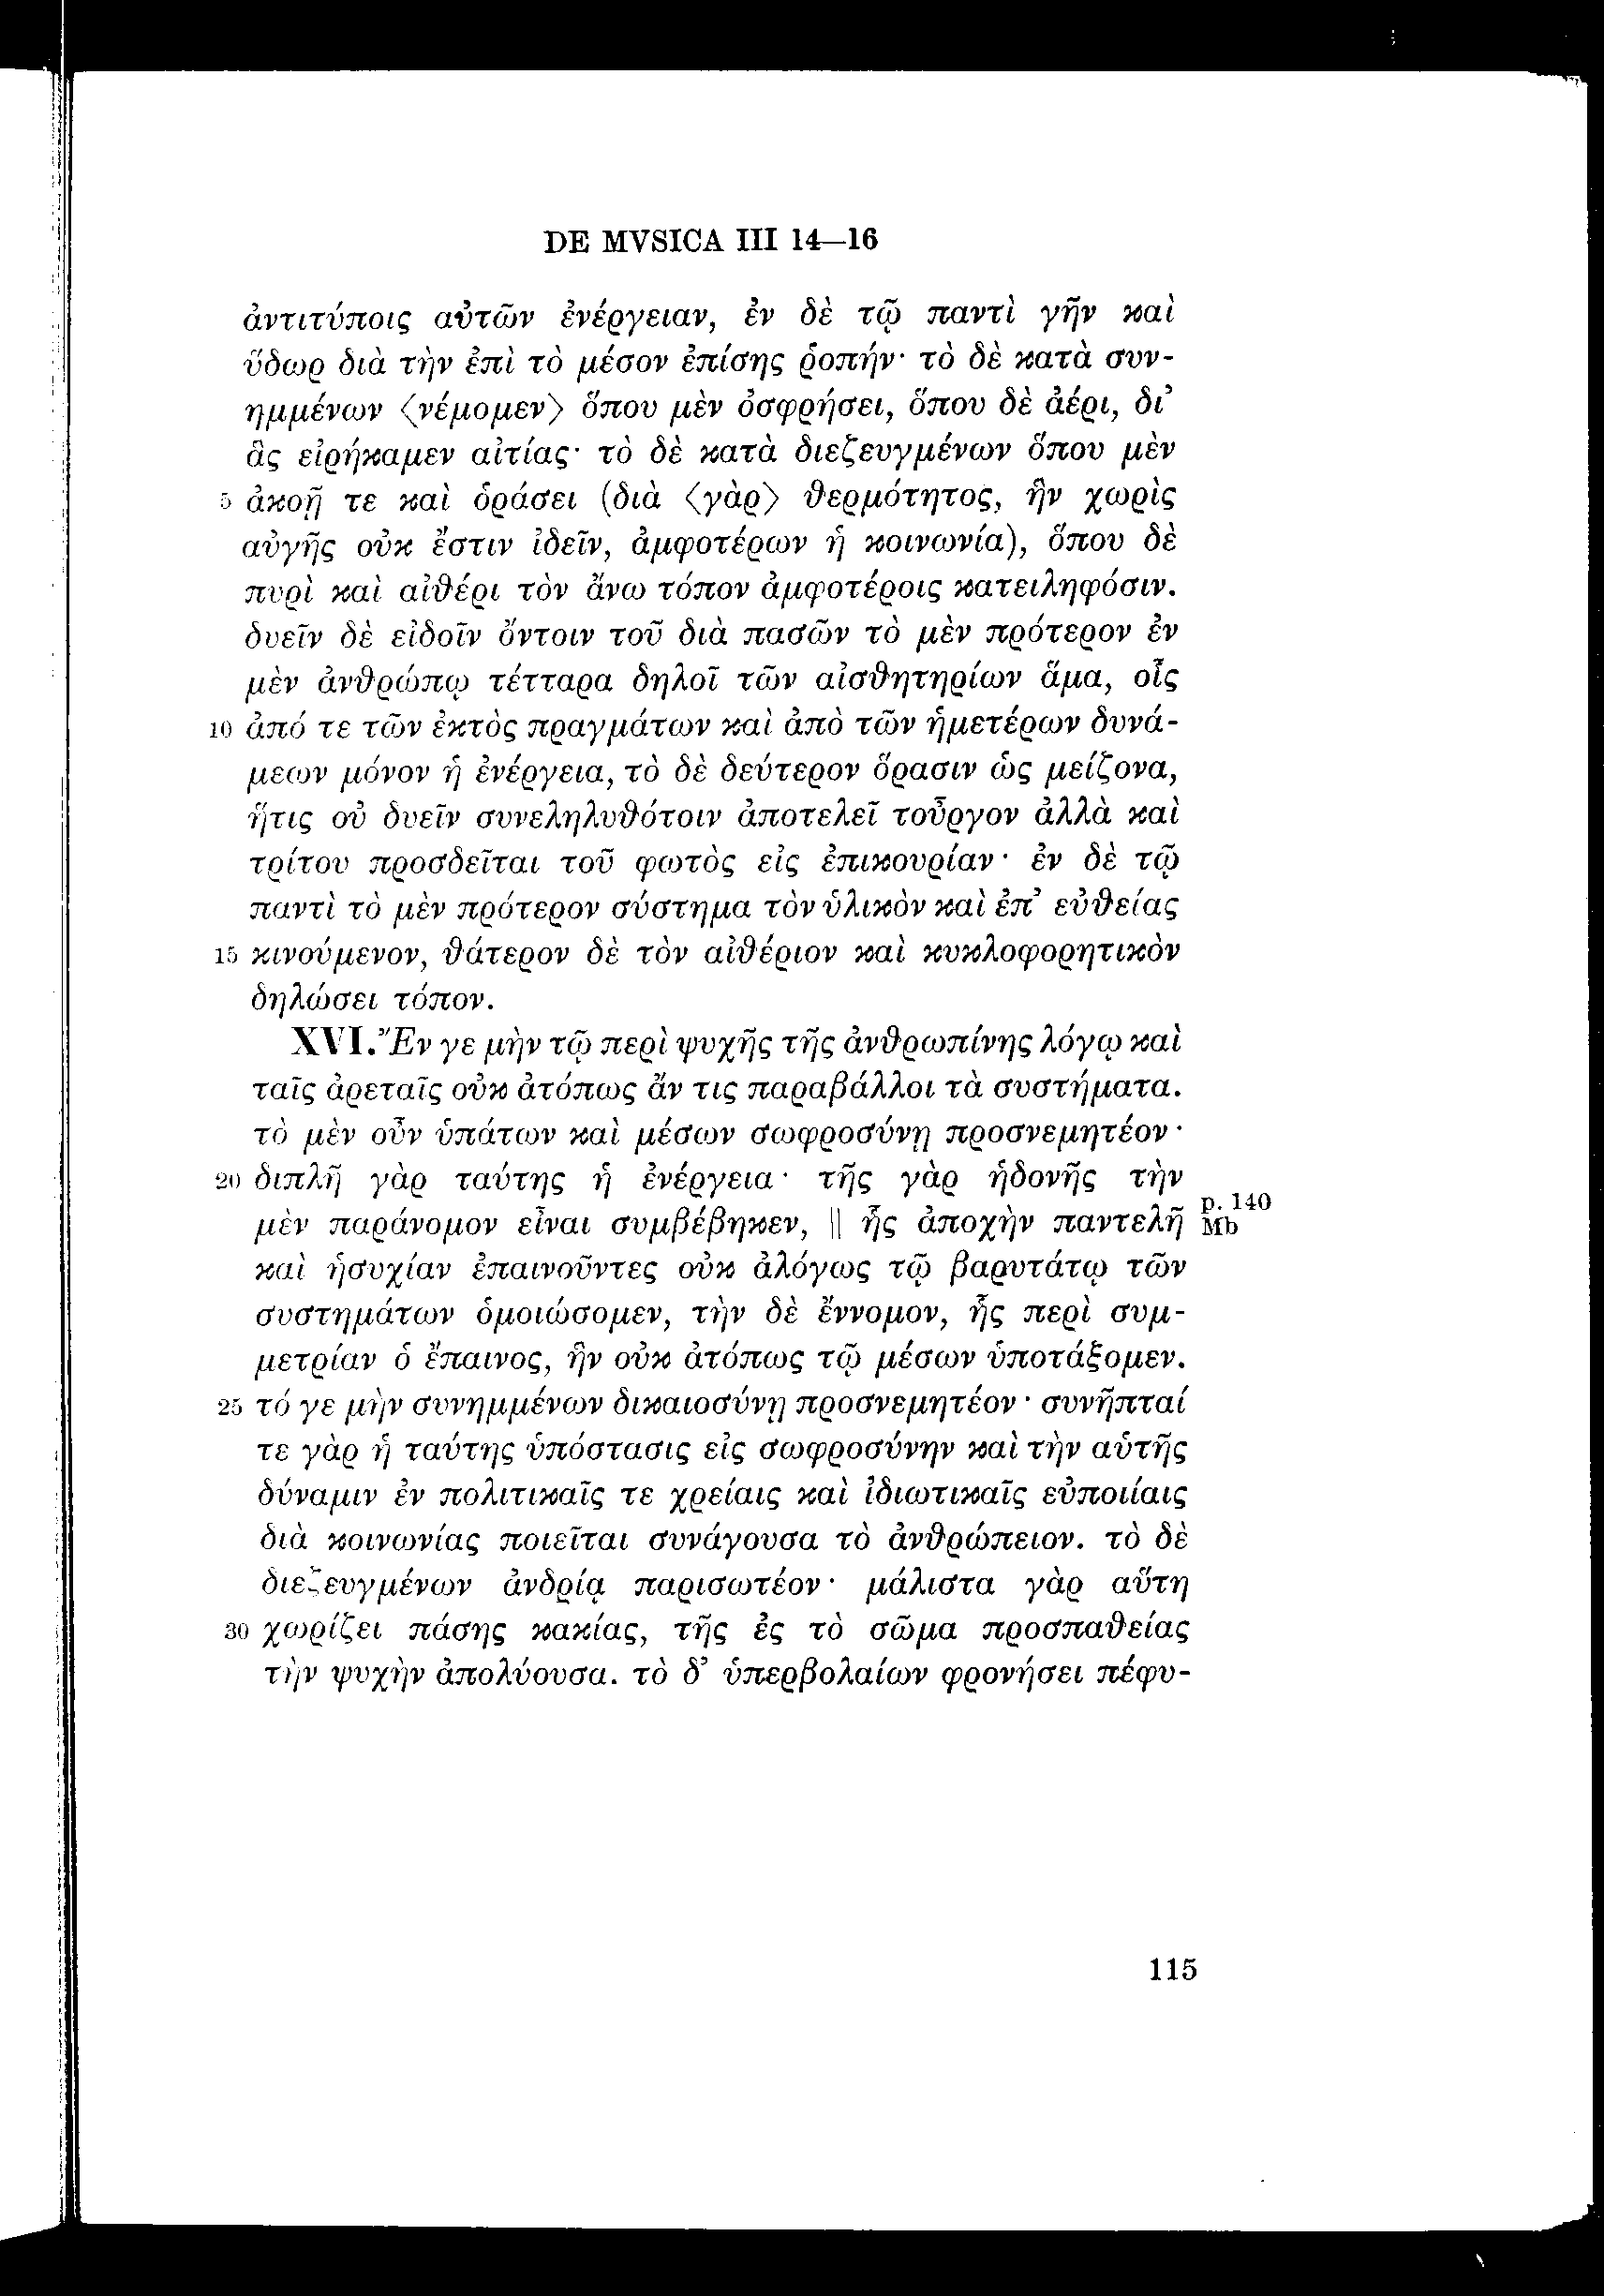 DE MVSICA III 14—16
ἀντιτύποις αὐτῶν ἐνέργειαν, ἐν δὲ τῷ παντὶ γῆν καὶ
ὕδωρ διὰ τὴν ἐπὶ τὸ μέσον ἐπίσης ῥοπήν· τὸ δὲ κατὰ συν-
ημμένων ⟨νέμομεν⟩ ὅπου μὲν ὀσφρήσει, ὅπου δὲ ἀέρι, δι’
ἃς εἰρήκαμεν αἰτίας· τὸ δὲ κατὰ διεζευγμένων ὅπου μὲν
5 ἀκοῇ τε καὶ ὁράσει (διὰ ⟨γὰρ⟩ θερμότητος, ἣν χωρὶς
αὐγῆς οὐκ ἔστιν ἰδεῖν, ἀμφοτέρων ἡ κοινωνία), ὅπου δὲ
πυρὶ καὶ αἰθέρι τὸν ἄνω τόπον ἀμφοτέροις κατειληφόσιν.
δυεῖν δὲ εἰδοῖν ὄντοιν τοῦ διὰ πασῶν τὸ μὲν πρότερον ἐν
μὲν ἀνθρώπῳ τέτταρα δηλοῖ τῶν αἰσθητηρίων ἅμα, οἷς
10 ἀπό τε τῶν ἐκτὸς πραγμάτων καὶ ἀπὸ τῶν ἡμετέρων δυνά-
μεων μόνον ἡ ἐνέργεια, τὸ δὲ δεύτερον ὅρασιν ὡς μείζονα,
ἥτις οὐ δυεῖν συνεληλυθότοιν ἀποτελεῖ τοὖργον ἀλλὰ καὶ
τρίτου προσδεῖται τοῦ φωτὸς εἰς ἐπικουρίαν· ἐν δὲ τῷ
παντὶ τὸ μὲν πρότερον σύστημα τὸν ὑλικὸν καὶ ἐπ’ εὐθείας
15 κινούμενον, θάτερον δὲ τὸν αἰθέριον καὶ κυκλοφορητικὸν
δηλώσει τόπον.
XVI. Ἔν γε μὴν τῷ περὶ ψυχῆς τῆς ἀνθρωπίνης λόγῳ καὶ
ταῖς ἀρεταῖς οὐκ ἀτόπως ἄν τις παραβάλλοι τὰ συστήματα.
τὸ μὲν οὖν ὑπάτων καὶ μέσων σωφροσύνῃ προσνεμητέον·
20 διπλῆ γὰρ ταύτης ἡ ἐνέργεια· τῆς γὰρ ἡδονῆς τὴν
μὲν παράνομον εἶναι συμβέβηκεν, || ἧς ἀποχὴν παντελῆ p. 140 Mb
καὶ ἡσυχίαν ἐπαινοῦντες οὐκ ἀλόγως τῷ βαρυτάτῳ τῶν
συστημάτων ὁμοιώσομεν, τὴν δὲ ἔννομον, ἧς περὶ συμ-
μετρίαν ὁ ἔπαινος, ἣν οὐκ ἀτόπως τῷ μέσων ὑποτάξομεν.
25 τό γε μὴν συνημμένων δικαιοσύνῃ προσνεμητέον· συνῆπταί
τε γὰρ ἡ ταύτης ὑπόστασις εἰς σωφροσύνην καὶ τὴν αὑτῆς
δύναμιν ἐν πολιτικαῖς τε χρείαις καὶ ἰδιωτικαῖς εὐποιίαις
διὰ κοινωνίας ποιεῖται συνάγουσα τὸ ἀνθρώπειον. τὸ δὲ
διεζευγμένων ἀνδρίᾳ παρισωτέον· μάλιστα γὰρ αὕτη
30 χωρίζει πάσης κακίας, τῆς ἐς τὸ σῶμα προσπαθείας
τὴν ψυχὴν ἀπολύουσα. τὸ δ’ ὑπερβολαίων φρονήσει πέφυ-
115